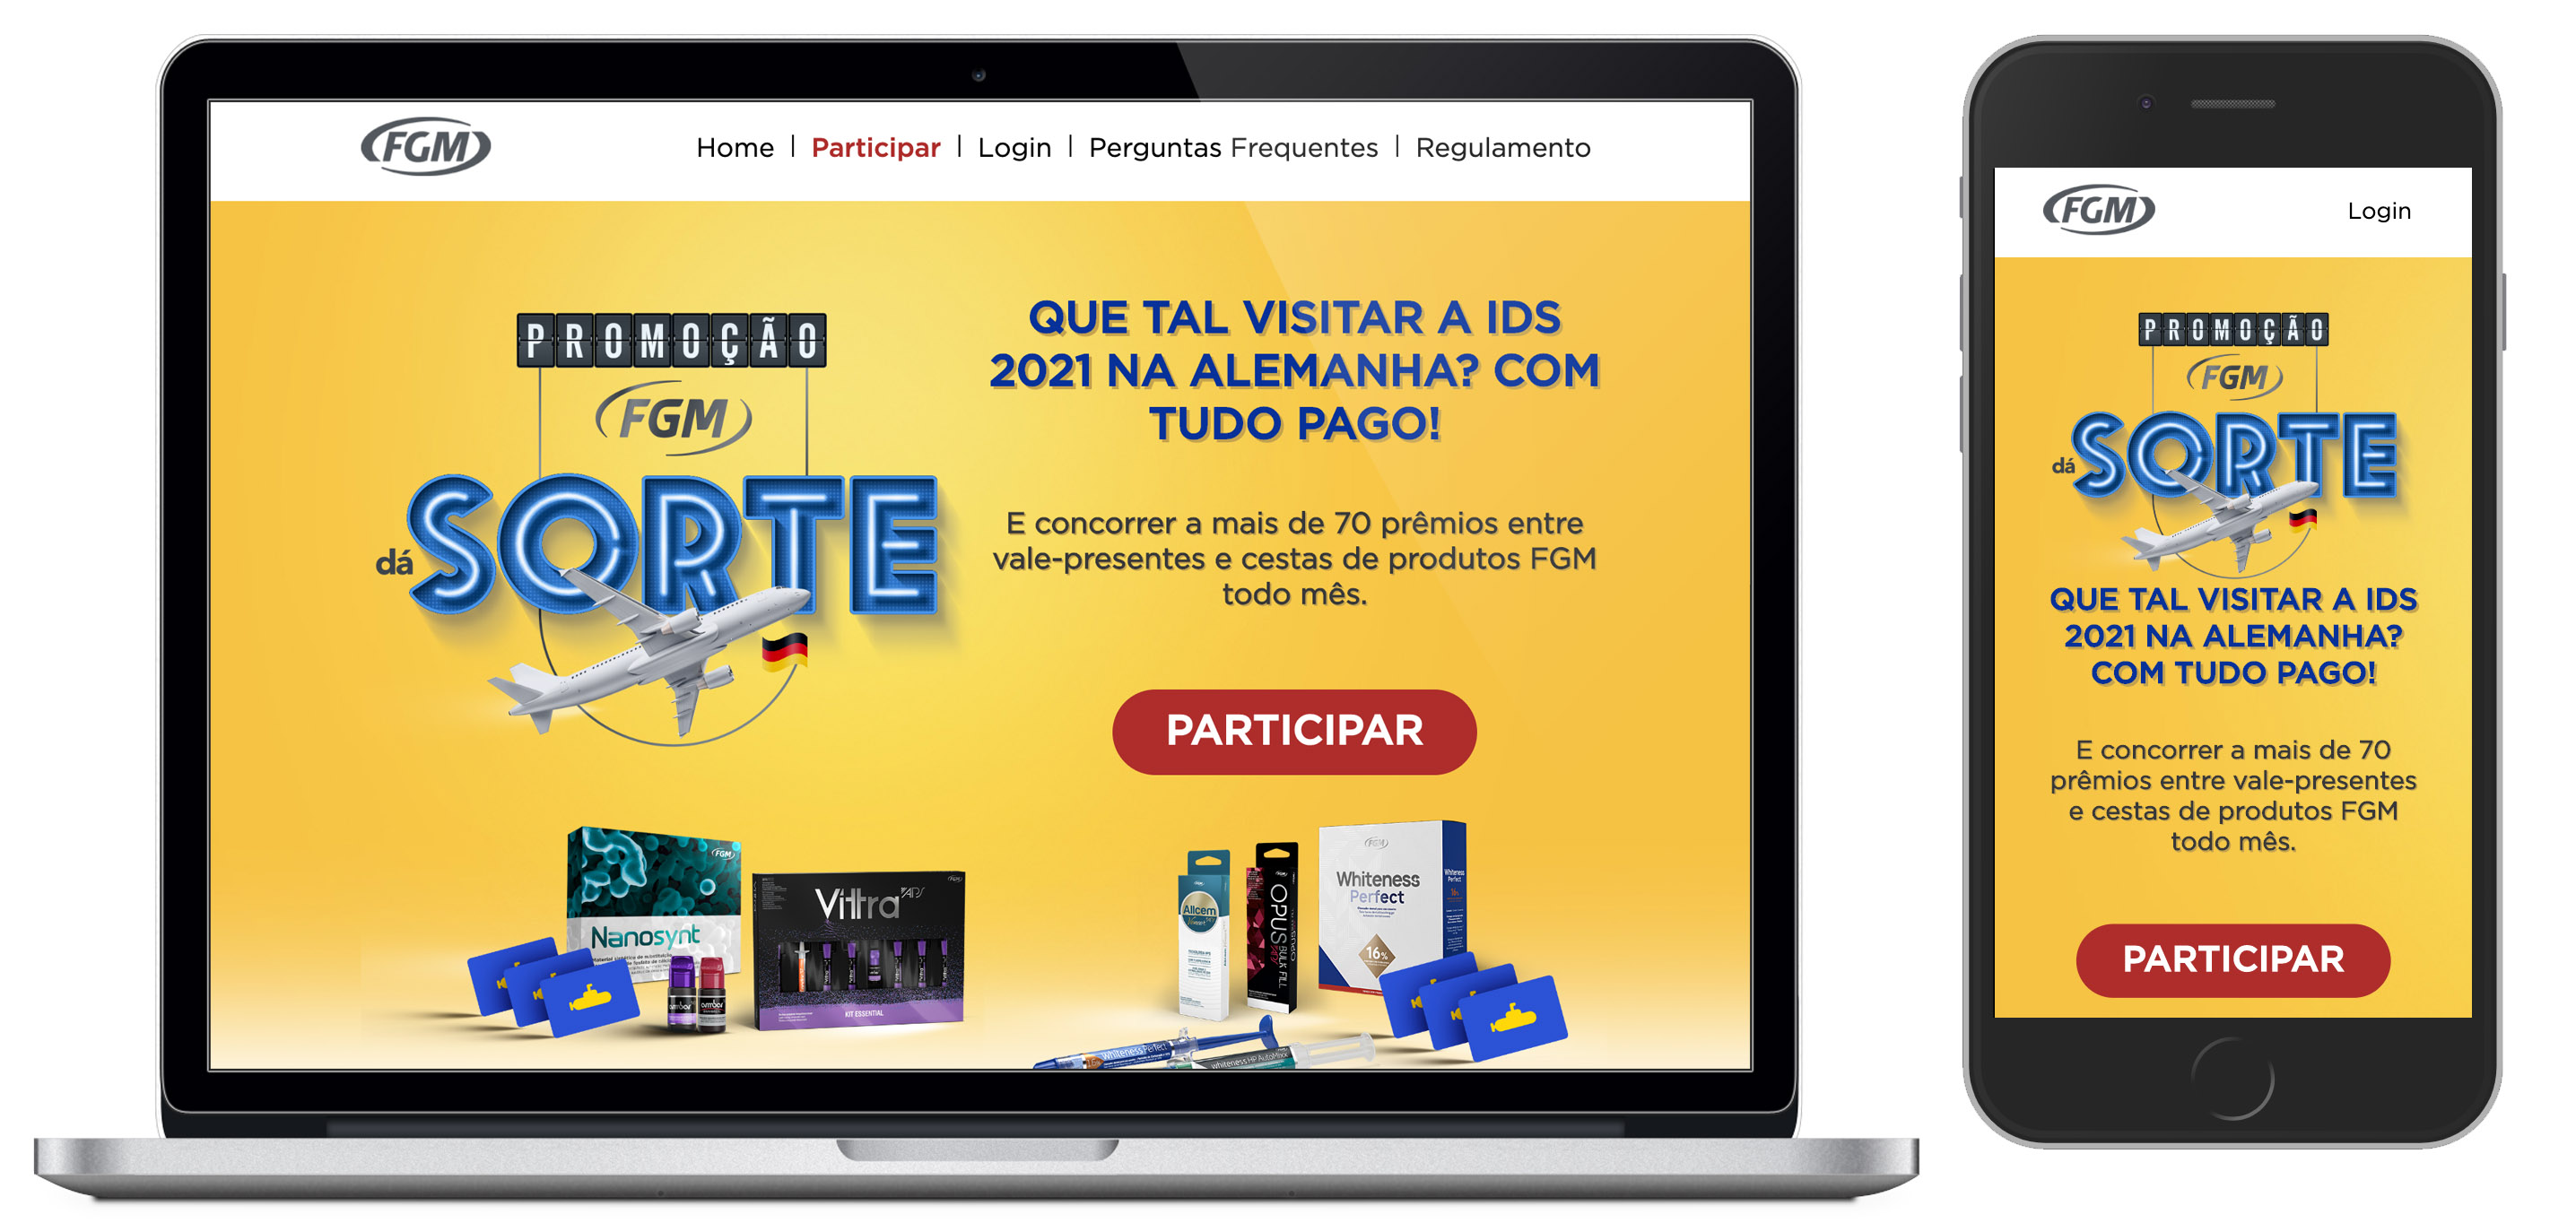 FGM
Home | Participar | Login | Perguntas Frequentes | Regulamento
PROMOÇÃO
FGM
dá SORTE
QUE TAL VISITAR A IDS
2021 NA ALEMANHA? COM
TUDO PAGO!
E concorrer a mais de 70 prêmios entre
vale-presentes e cestas de produtos FGM
todo mês.
PARTICIPAR
FGM
Nanosynt
Vittra APS
KIT ESSENTIAL
Allcem
OPUS BULK FILL
Whiteness
Perfect
16%
Whiteness Perfect
Whiteness HP AutoMixx
FGM
Login
PROMOÇÃO
FGM
dá SORTE
QUE TAL VISITAR A IDS
2021 NA ALEMANHA?
COM TUDO PAGO!
E concorrer a mais de 70
prêmios entre vale-presentes
e cestas de produtos FGM
todo mês.
PARTICIPAR